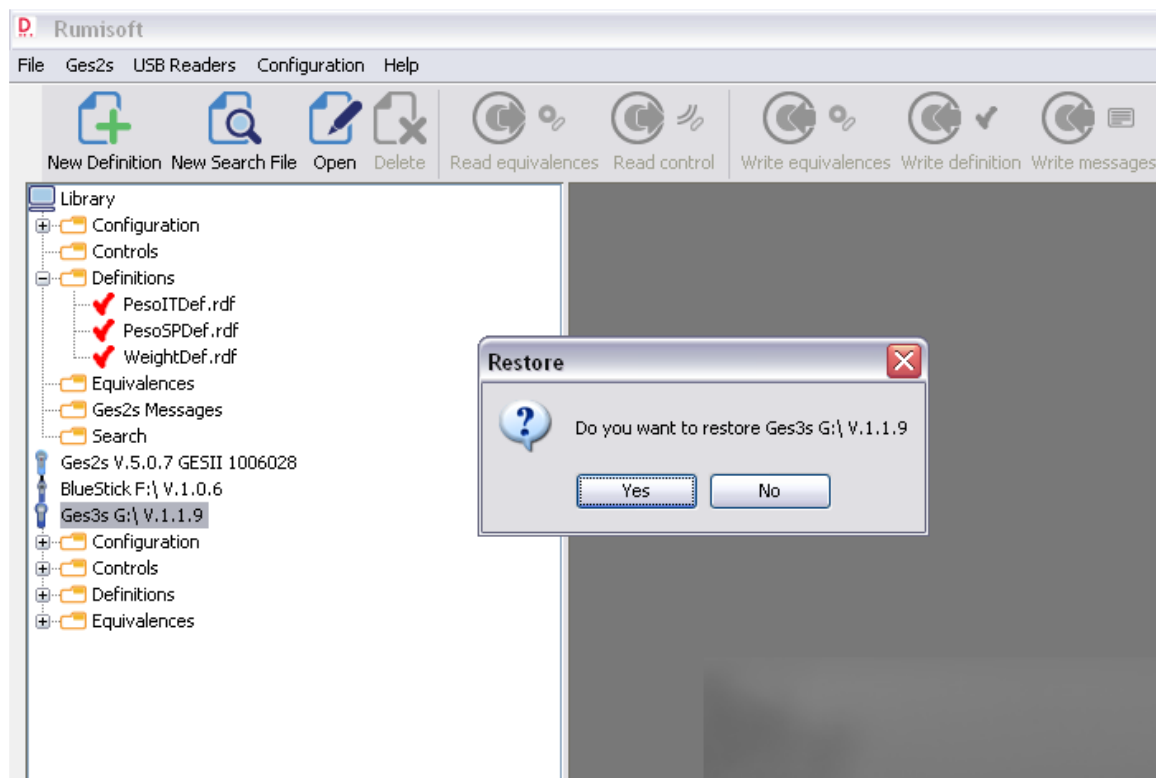 Rumisoft
File Ges2s USB Readers Configuration Help
New Definition New Search File Open Delete Read equivalences Read control Write equivalences Write definition Write messages
Library
Configuration
Controls
Definitions
PesoITDef.rdf
PesoSPDef.rdf
WeightDef.rdf
Equivalences
Ges2s Messages
Search
Ges2s V.5.0.7 GESII 1006028
BlueStick F:\ V.1.0.6
Ges3s G:\ V.1.1.9
Configuration
Controls
Definitions
Equivalences
Restore
Do you want to restore Ges3s G:\ V.1.1.9
Yes No